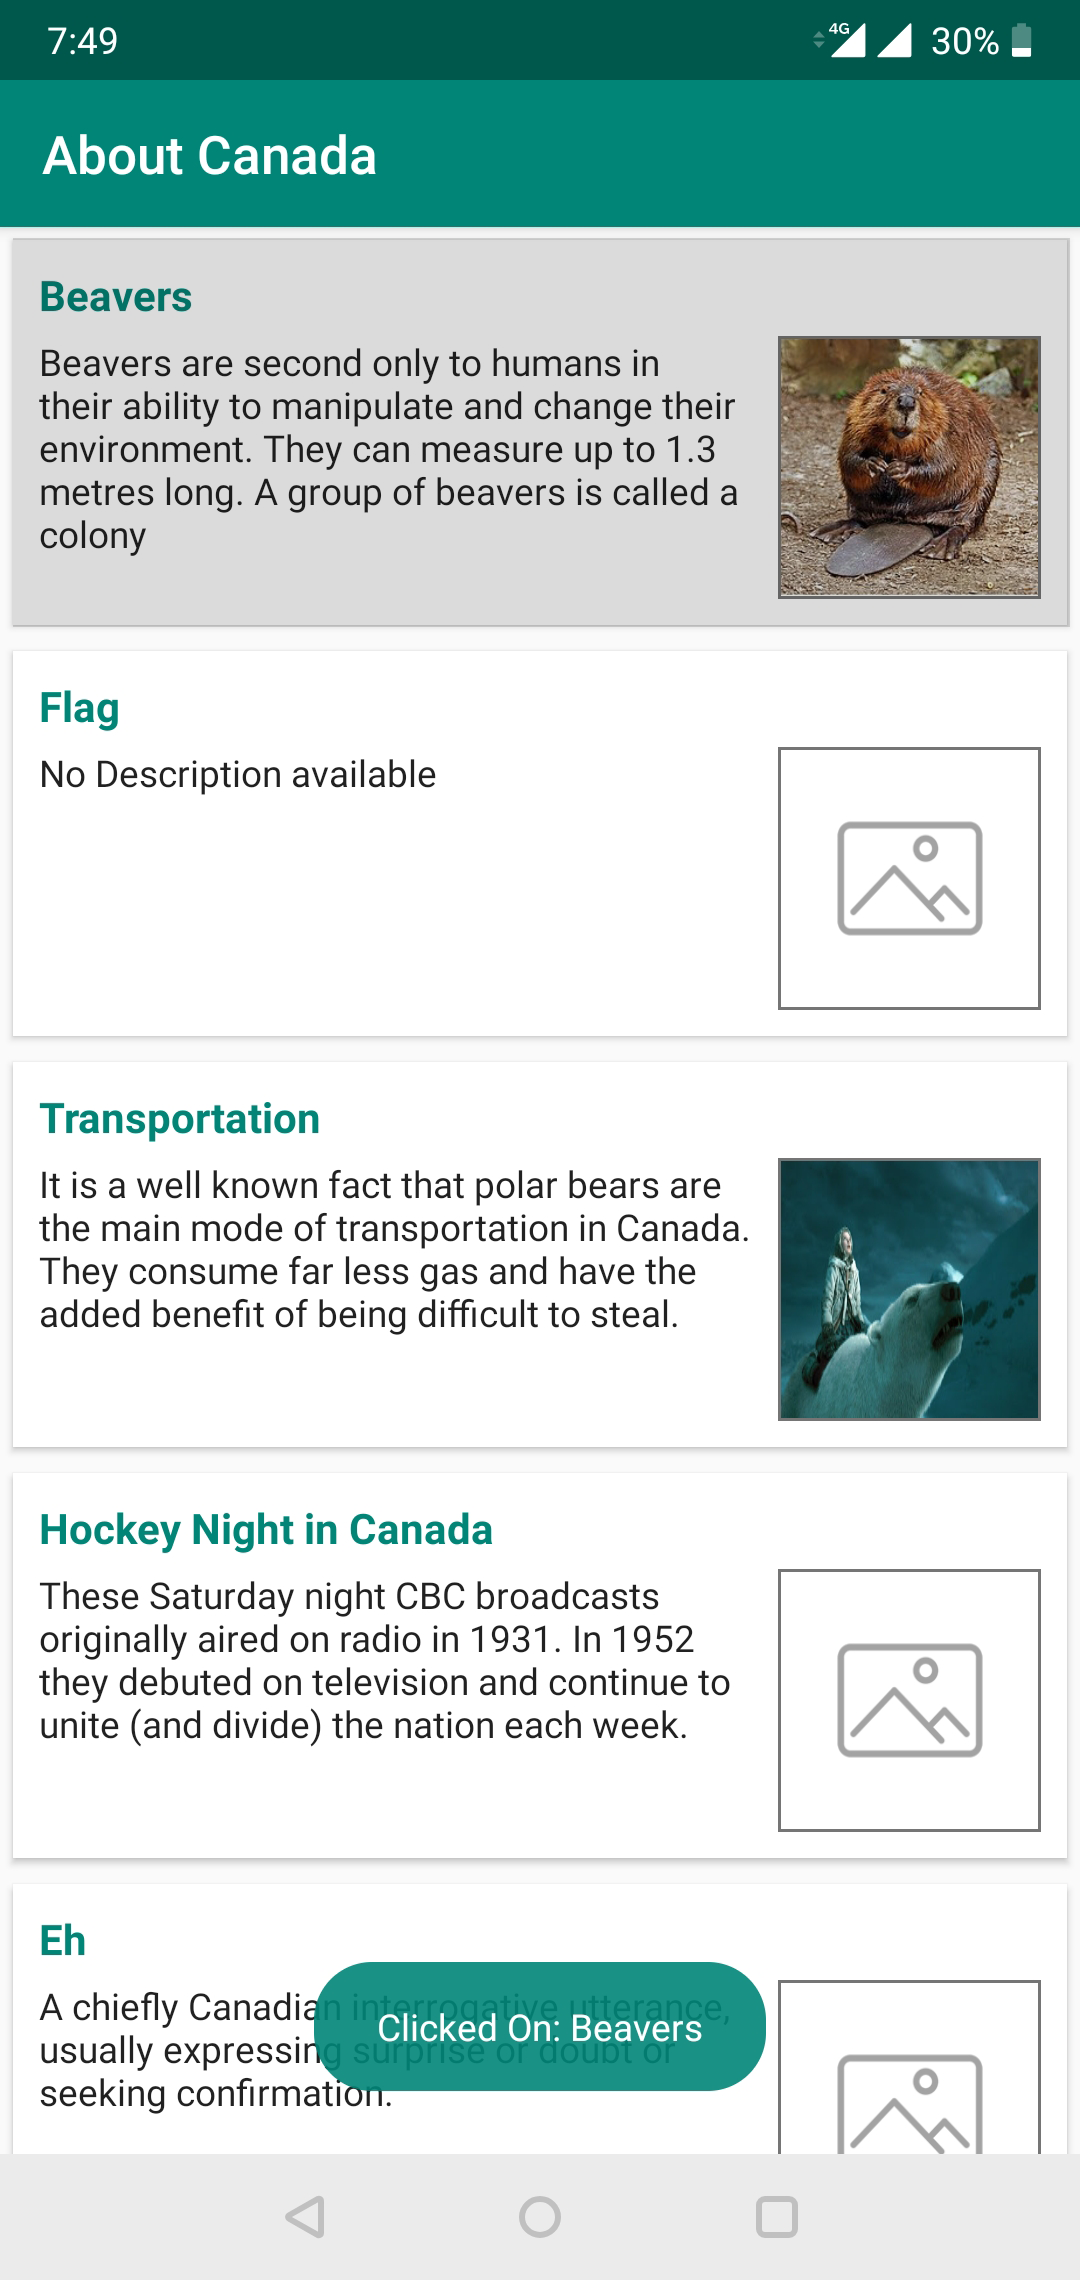 7:49
4G
30%
About Canada
Beavers
Beavers are second only to humans in
their ability to manipulate and change their
environment. They can measure up to 1.3
metres long. A group of beavers is called a
colony
Flag
No Description available
Transportation
It is a well known fact that polar bears are
the main mode of transportation in Canada.
They consume far less gas and have the
added benefit of being difficult to steal.
Hockey Night in Canada
These Saturday night CBC broadcasts
originally aired on radio in 1931. In 1952
they debuted on television and continue to
unite (and divide) the nation each week.
Eh
A chiefly Canadian interrogative utterance,
usually expressing surprise or doubt or
seeking confirmation.
Clicked On: Beavers